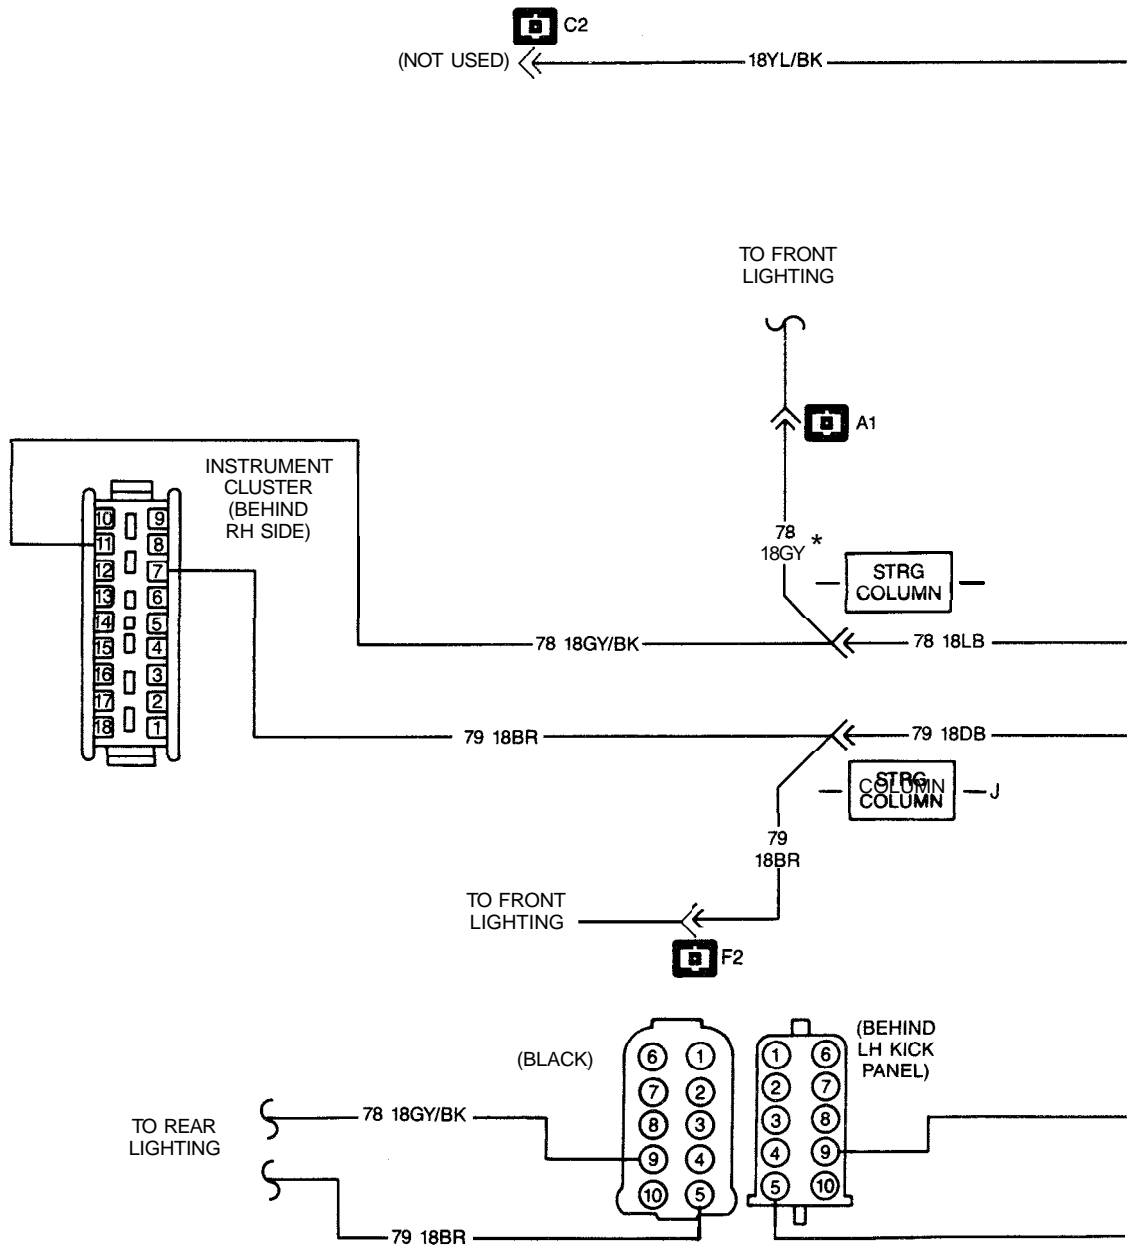 C2
(NOT USED)
18YL/BK
TO FRONT
LIGHTING
A1
INSTRUMENT
CLUSTER
(BEHIND
RH SIDE)
10 9
11 8
12 7
13 6
14 5
15 4
16 3
17 2
18 1
78
18GY *
STRG
COLUMN
78 18GY/BK
78 18LB
79 18BR
79 18DB
STRG
COLUMN
COLUMN
J
79
18BR
TO FRONT
LIGHTING
F2
(BLACK)
6 1
7 2
8 3
9 4
10 5
1 6
2 7
3 8
4 9
5 10
(BEHIND
LH KICK
PANEL)
TO REAR
LIGHTING
78 18GY/BK
79 18BR